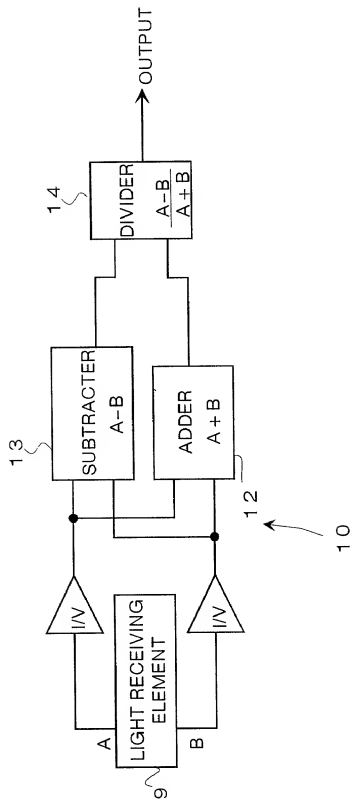 9
A
LIGHT RECEIVING
ELEMENT
B
I/V
I/V
13
SUBTRACTER
A-B
ADDER
A+B
12
10
14
DIVIDER
A-B
A+B
OUTPUT